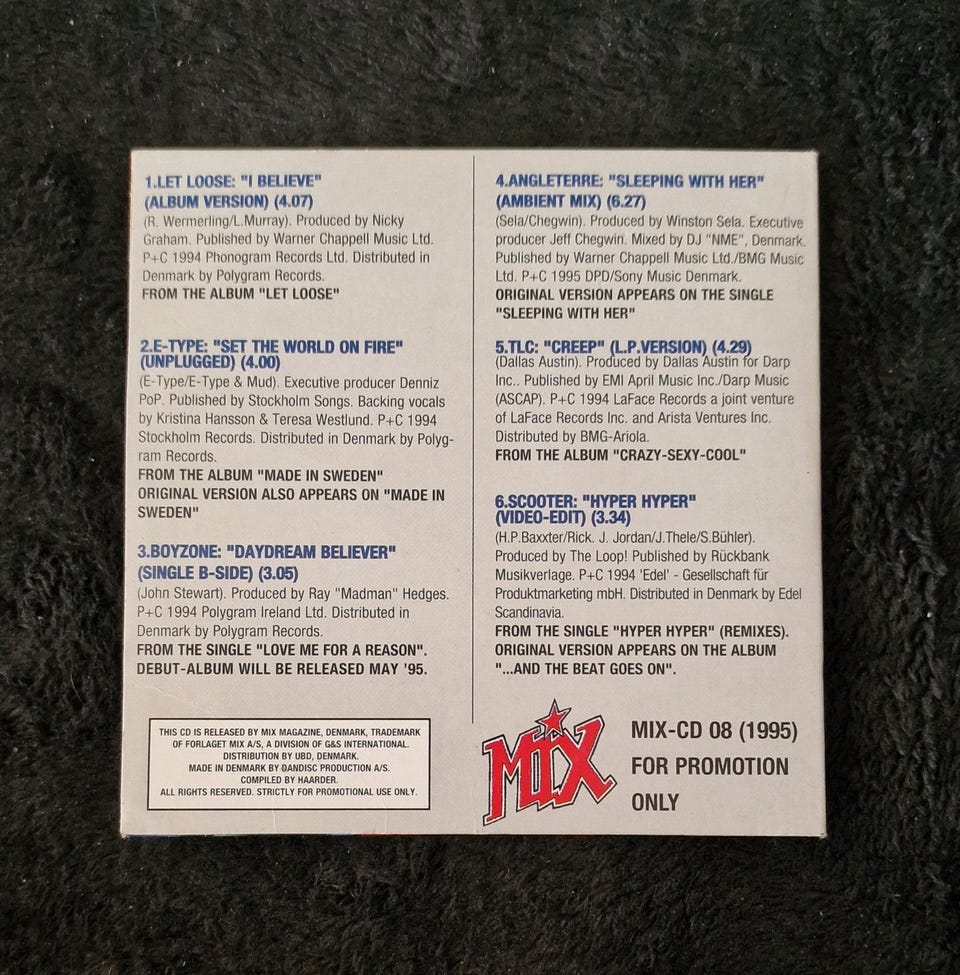 1.LET LOOSE: "I BELIEVE"
(ALBUM VERSION) (4.07)
(R. Wermerling/L.Murray). Produced by Nicky
Graham. Published by Warner Chappell Music Ltd.
P+C 1994 Phonogram Records Ltd. Distributed in
Denmark by Polygram Records.
FROM THE ALBUM "LET LOOSE"
2.E-TYPE: "SET THE WORLD ON FIRE"
(UNPLUGGED) (4.00)
(E-Type/E-Type & Mud). Executive producer Denniz
PoP. Published by Stockholm Songs. Backing vocals
by Kristina Hansson & Teresa Westlund. P+C 1994
Stockholm Records. Distributed in Denmark by Polyg-
ram Records.
FROM THE ALBUM "MADE IN SWEDEN"
ORIGINAL VERSION ALSO APPEARS ON "MADE IN
SWEDEN"
3.BOYZONE: "DAYDREAM BELIEVER"
(SINGLE B-SIDE) (3.05)
(John Stewart). Produced by Ray "Madman" Hedges.
P+C 1994 Polygram Ireland Ltd. Distributed in
Denmark by Polygram Records.
FROM THE SINGLE "LOVE ME FOR A REASON".
DEBUT-ALBUM WILL BE RELEASED MAY '95.
THIS CD IS RELEASED BY MIX MAGAZINE, DENMARK, TRADEMARK
OF FORLAGET MIX A/S, A DIVISION OF G&S INTERNATIONAL.
DISTRIBUTION BY UBD, DENMARK.
MADE IN DENMARK BY DANDISC PRODUCTION A/S.
COMPILED BY HAARDER.
ALL RIGHTS RESERVED. STRICTLY FOR PROMOTIONAL USE ONLY.
4.ANGLETERRE: "SLEEPING WITH HER"
(AMBIENT MIX) (6.27)
(Sela/Chegwin). Produced by Winston Sela. Executive
producer Jeff Chegwin. Mixed by DJ "NME", Denmark.
Published by Warner Chappell Music Ltd./BMG Music
Ltd. P+C 1995 DPD/Sony Music Denmark.
ORIGINAL VERSION APPEARS ON THE SINGLE
"SLEEPING WITH HER"
5.TLC: "CREEP" (L.P.VERSION) (4.29)
(Dallas Austin). Produced by Dallas Austin for Darp
Inc.. Published by EMI April Music Inc./Darp Music
(ASCAP). P+C 1994 LaFace Records a joint venture
of LaFace Records Inc. and Arista Ventures Inc.
Distributed by BMG-Ariola.
FROM THE ALBUM "CRAZY-SEXY-COOL"
6.SCOOTER: "HYPER HYPER"
(VIDEO-EDIT) (3.34)
(H.P.Baxxter/Rick. J. Jordan/J.Thele/S.Bühler).
Produced by The Loop! Published by Rückbank
Musikverlage. P+C 1994 'Edel' - Gesellschaft für
Produktmarketing mbH. Distributed in Denmark by Edel
Scandinavia.
FROM THE SINGLE "HYPER HYPER" (REMIXES).
ORIGINAL VERSION APPEARS ON THE ALBUM
"...AND THE BEAT GOES ON".
MIX
MIX-CD 08 (1995)
FOR PROMOTION
ONLY